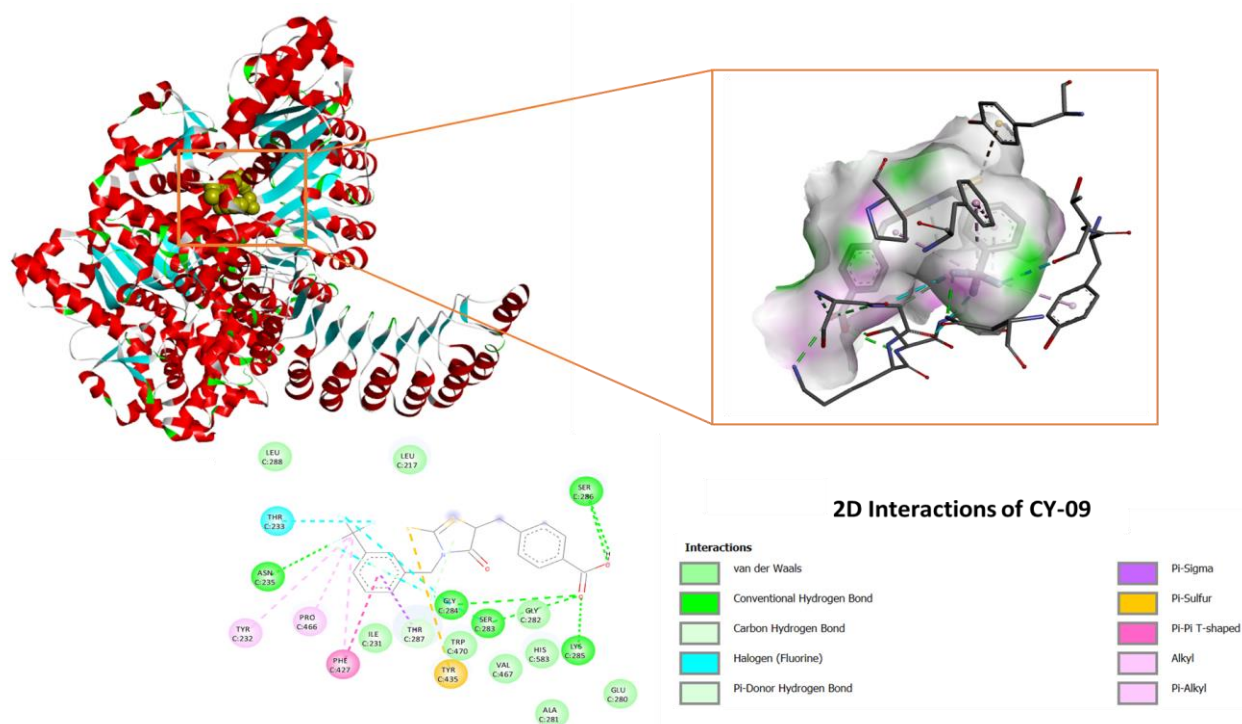 LEU
C:288
LEU
C:217
SER
C:286
THR
C:233
ASN
C:235
N
O
O
O
H
GLY
C:284
SER
C:283
GLY
C:282
TYR
C:232
PRO
C:466
ILE
C:231
THR
C:287
TRP
C:470
HIS
C:583
LYS
C:285
PHE
C:427
TYR
C:435
VAL
C:467
GLU
C:280
ALA
C:281
2D Interactions of CY-09
Interactions
van der Waals
Conventional Hydrogen Bond
Carbon Hydrogen Bond
Halogen (Fluorine)
Pi-Donor Hydrogen Bond
Pi-Sigma
Pi-Sulfur
Pi-Pi T-shaped
Alkyl
Pi-Alkyl